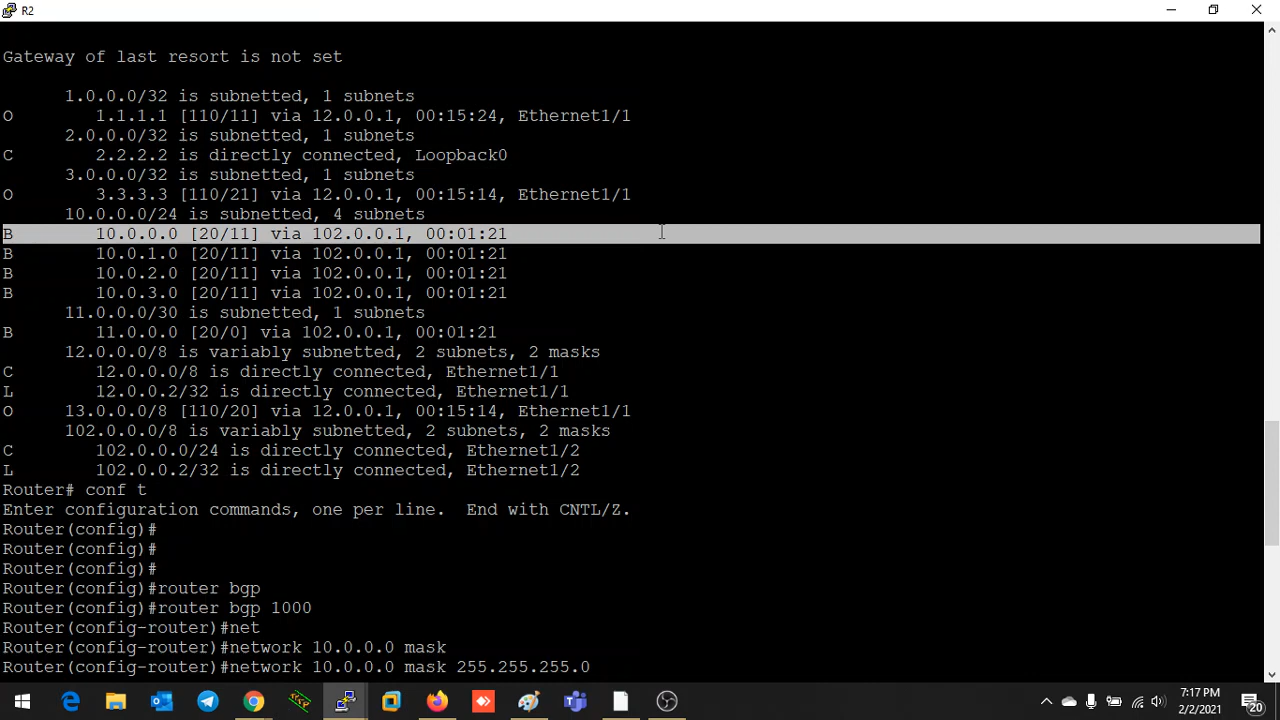 R2
Gateway of last resort is not set
1.0.0.0/32 is subnetted, 1 subnets
O 1.1.1.1 [110/11] via 12.0.0.1, 00:15:24, Ethernet1/1
2.0.0.0/32 is subnetted, 1 subnets
C 2.2.2.2 is directly connected, Loopback0
3.0.0.0/32 is subnetted, 1 subnets
O 3.3.3.3 [110/21] via 12.0.0.1, 00:15:14, Ethernet1/1
10.0.0.0/24 is subnetted, 4 subnets
B 10.0.0.0 [20/11] via 102.0.0.1, 00:01:21
B 10.0.1.0 [20/11] via 102.0.0.1, 00:01:21
B 10.0.2.0 [20/11] via 102.0.0.1, 00:01:21
B 10.0.3.0 [20/11] via 102.0.0.1, 00:01:21
11.0.0.0/30 is subnetted, 1 subnets
B 11.0.0.0 [20/0] via 102.0.0.1, 00:01:21
12.0.0.0/8 is variably subnetted, 2 subnets, 2 masks
C 12.0.0.0/8 is directly connected, Ethernet1/1
L 12.0.0.2/32 is directly connected, Ethernet1/1
O 13.0.0.0/8 [110/20] via 12.0.0.1, 00:15:14, Ethernet1/1
102.0.0.0/8 is variably subnetted, 2 subnets, 2 masks
C 102.0.0.0/24 is directly connected, Ethernet1/2
L 102.0.0.2/32 is directly connected, Ethernet1/2
Router# conf t
Enter configuration commands, one per line. End with CNTL/Z.
Router(config)#
Router(config)#
Router(config)#
Router(config)#router bgp
Router(config)#router bgp 1000
Router(config-router)#net
Router(config-router)#network 10.0.0.0 mask
Router(config-router)#network 10.0.0.0 mask 255.255.255.0
7:17 PM
2/2/2021
20